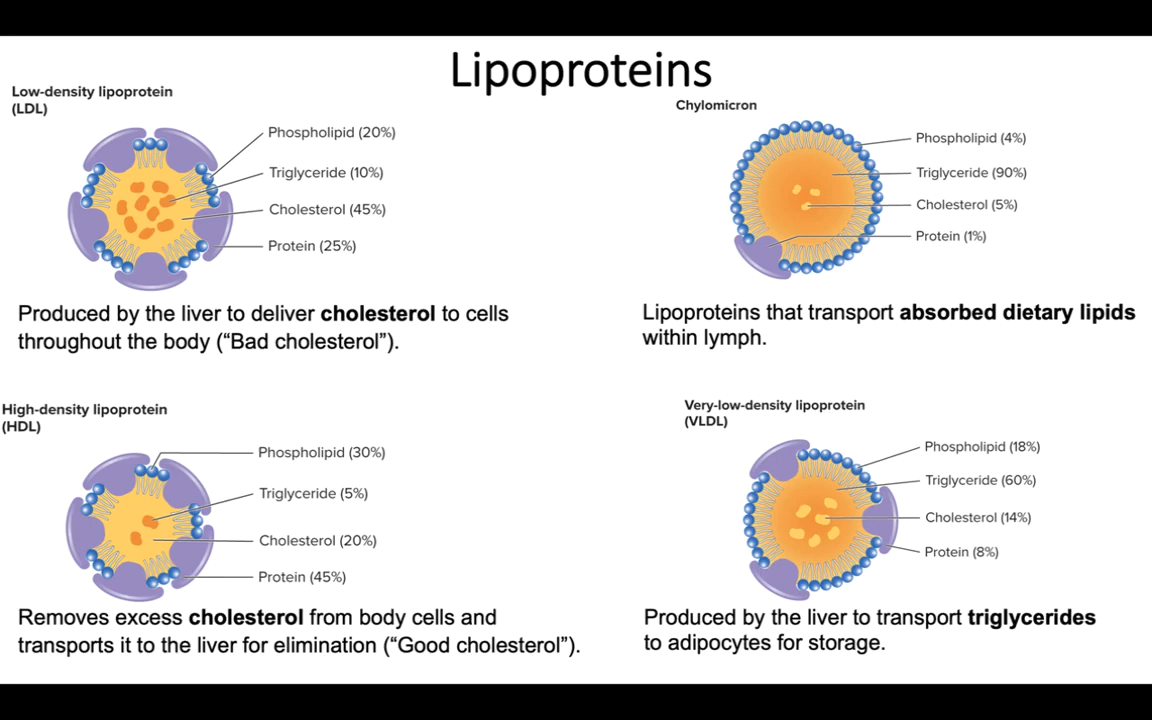 Lipoproteins
Low-density lipoprotein
(LDL)
Phospholipid (20%)
Triglyceride (10%)
Cholesterol (45%)
Protein (25%)
Produced by the liver to deliver cholesterol to cells
throughout the body (“Bad cholesterol”).
Chylomicron
Phospholipid (4%)
Triglyceride (90%)
Cholesterol (5%)
Protein (1%)
Lipoproteins that transport absorbed dietary lipids
within lymph.
High-density lipoprotein
(HDL)
Phospholipid (30%)
Triglyceride (5%)
Cholesterol (20%)
Protein (45%)
Removes excess cholesterol from body cells and
transports it to the liver for elimination (“Good cholesterol”).
Very-low-density lipoprotein
(VLDL)
Phospholipid (18%)
Triglyceride (60%)
Cholesterol (14%)
Protein (8%)
Produced by the liver to transport triglycerides
to adipocytes for storage.